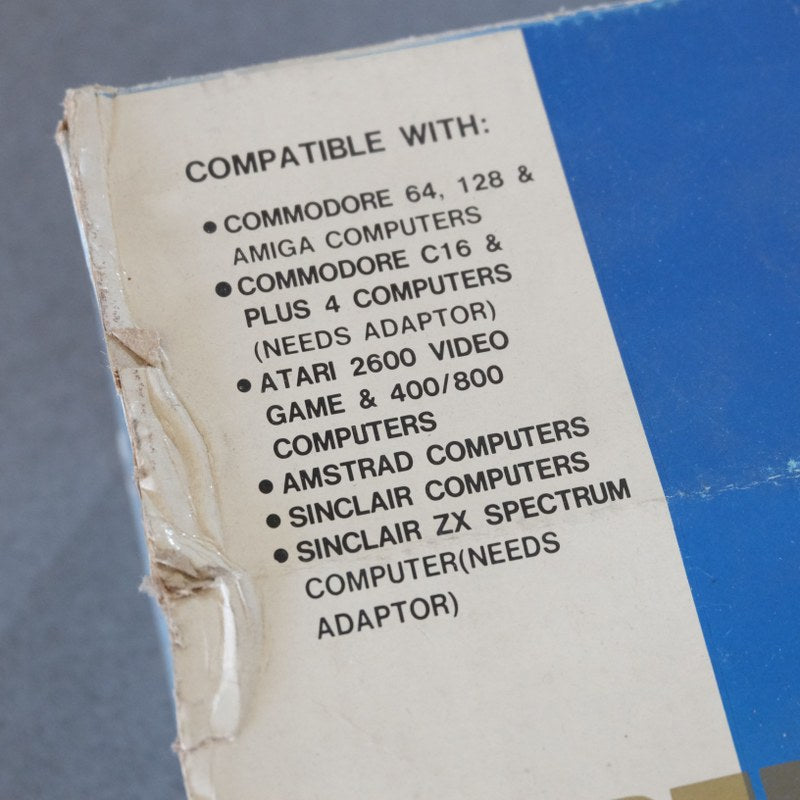 COMPATIBLE WITH:
●COMMODORE 64, 128 &
AMIGA COMPUTERS
●COMMODORE C16 &
PLUS 4 COMPUTERS
(NEEDS ADAPTOR)
●ATARI 2600 VIDEO
GAME & 400/800
COMPUTERS
●AMSTRAD COMPUTERS
●SINCLAIR COMPUTERS
●SINCLAIR ZX SPECTRUM
COMPUTER(NEEDS
ADAPTOR)